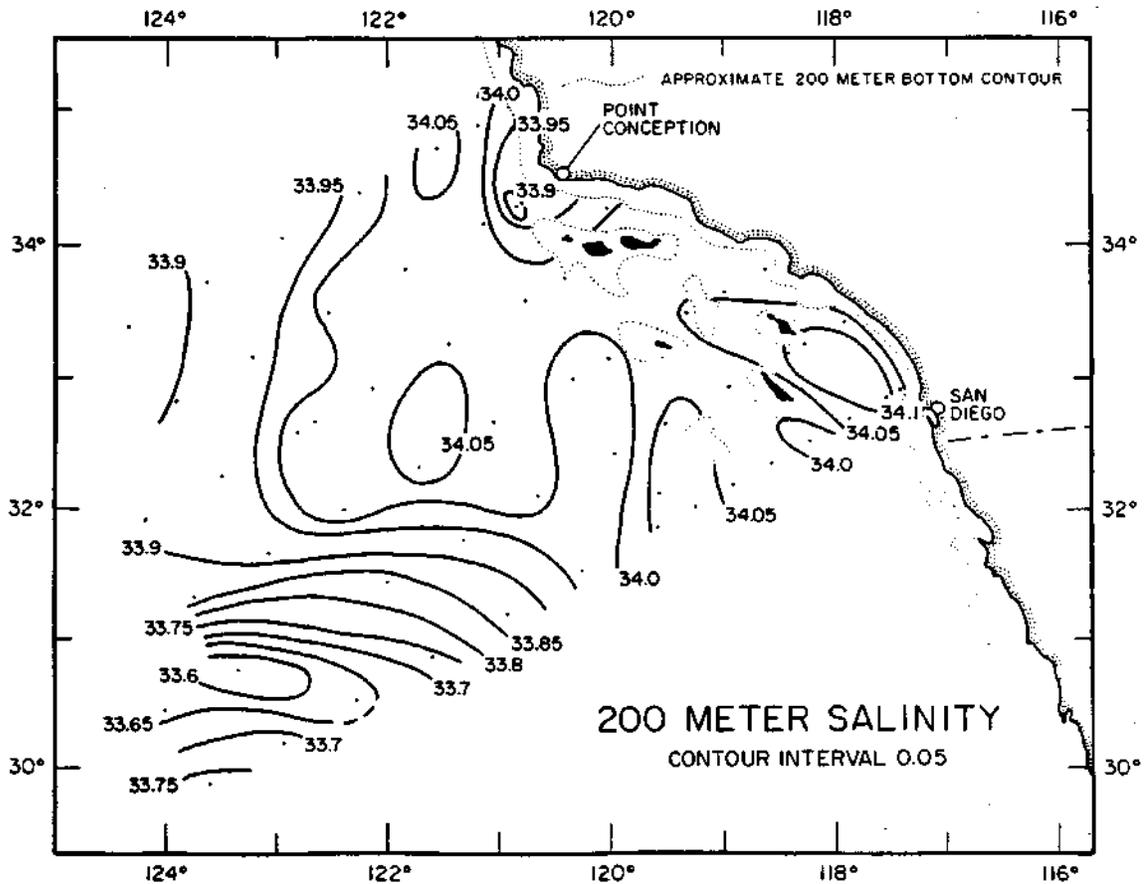 124° 122° 120° 118° 116°
APPROXIMATE 200 METER BOTTOM CONTOUR
34.0
34.05
33.95
POINT
CONCEPTION
33.95
33.9
34° 34°
33.9
34.1
SAN
DIEGO
34.05
34.05
34.0
32° 32°
34.05
33.9
34.0
33.75
33.85
33.8
33.6
33.7
33.65
33.7
200 METER SALINITY
CONTOUR INTERVAL 0.05
30° 30°
33.75
124° 122° 120° 118° 116°